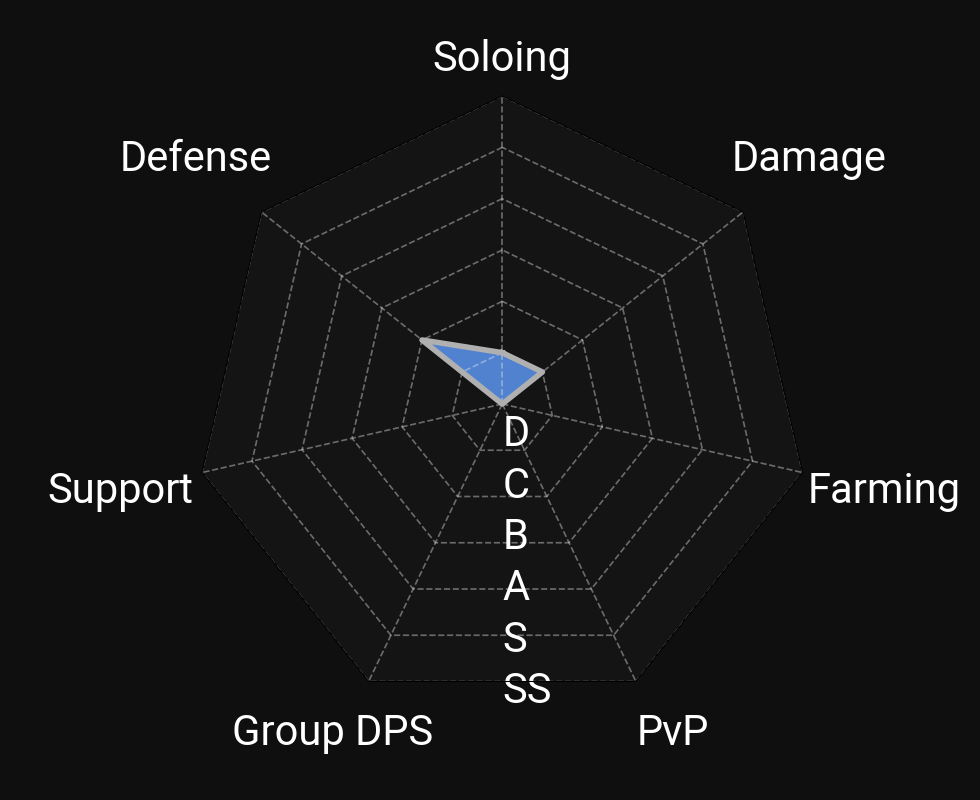 Soloing
Defense
Damage
D
C
Support
Farming
B
A
S
SS
Group DPS
PvP